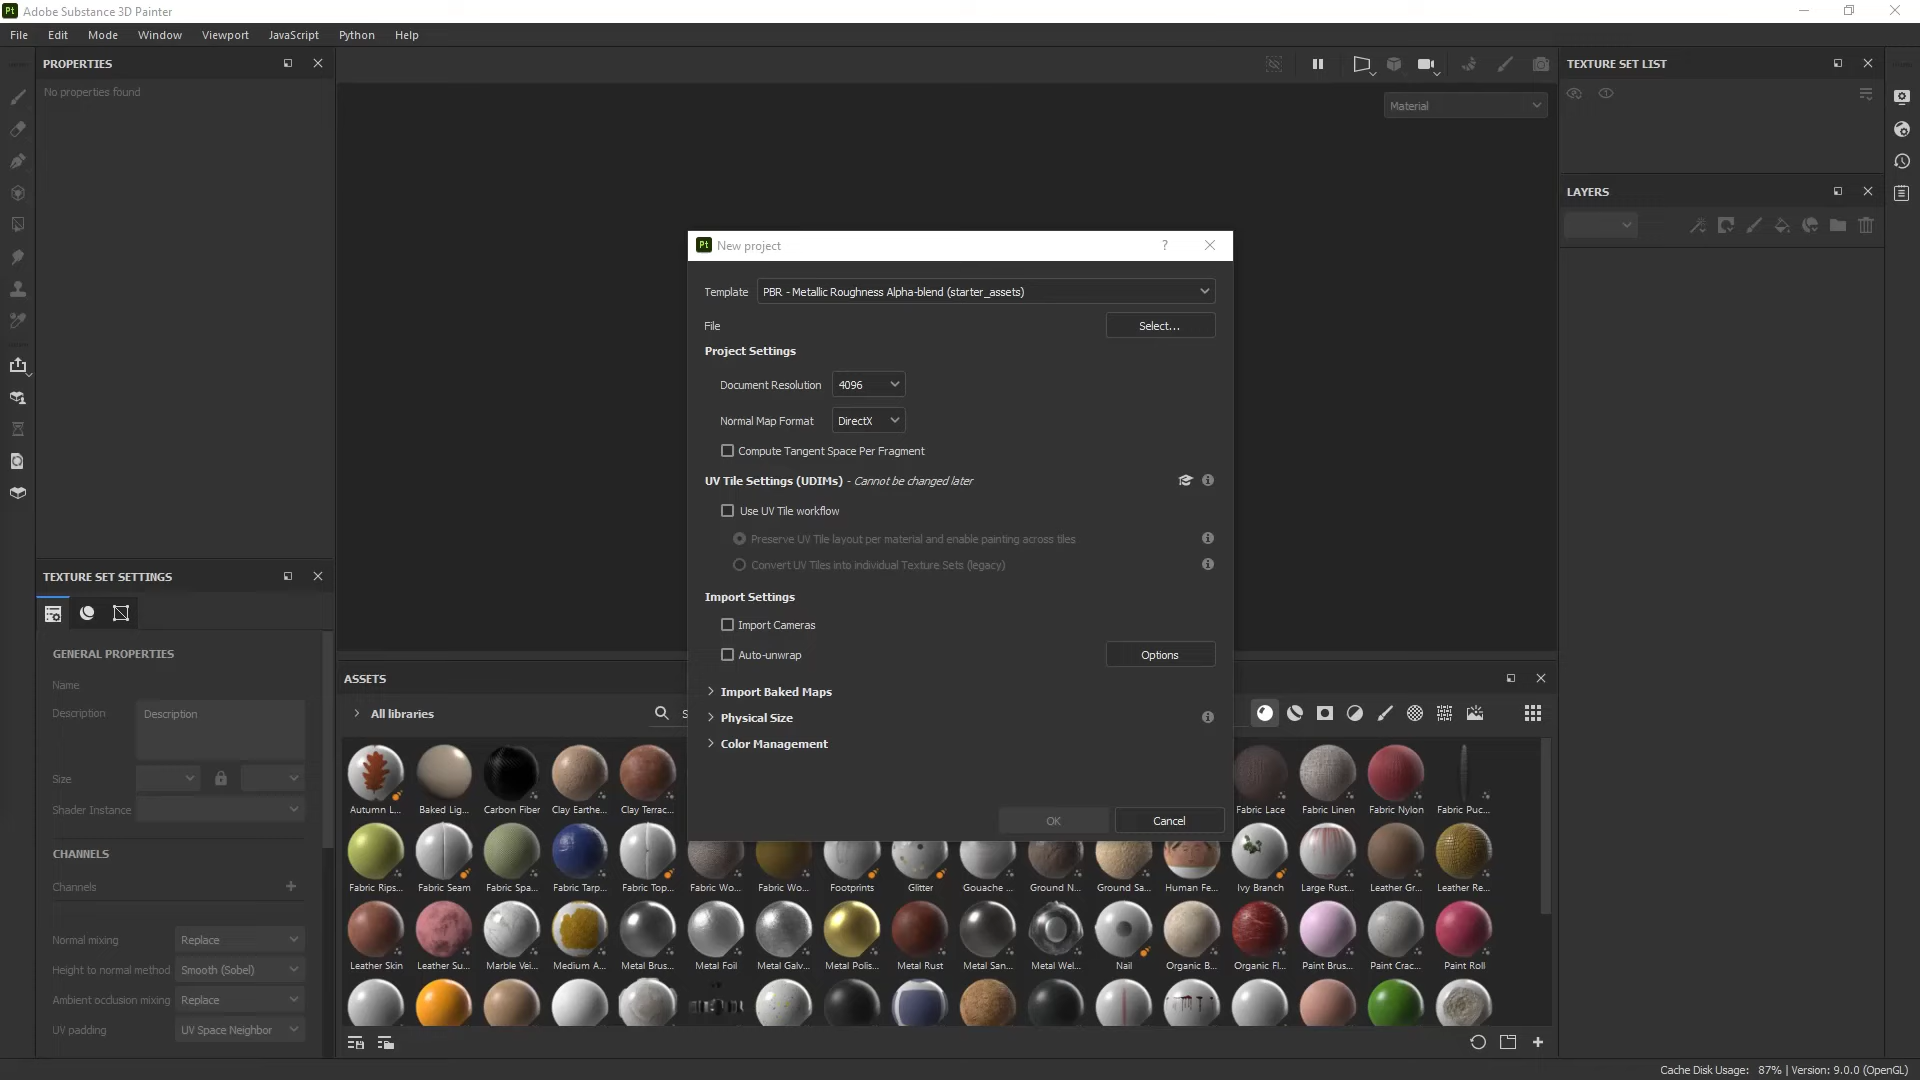 Adobe Substance 3D Painter
File Edit Mode Window Viewport JavaScript Python Help
PROPERTIES
No properties found
Material
TEXTURE SET LIST
LAYERS
New project
Template PBR - Metallic Roughness Alpha-blend (starter_assets)
File Select...
Project Settings
Document Resolution 4096
Normal Map Format DirectX
Compute Tangent Space Per Fragment
UV Tile Settings (UDIMs) - Cannot be changed later
Use UV Tile workflow
Preserve UV Tile layout per material and enable painting across tiles
Convert UV Tiles into individual Texture Sets (legacy)
Import Settings
Import Cameras
Auto-unwrap Options
Import Baked Maps
Physical Size
Color Management
OK Cancel
TEXTURE SET SETTINGS
GENERAL PROPERTIES
Name
Description Description
Size
Shader Instance
CHANNELS
Channels
Normal mixing Replace
Height to normal method Smooth (Sobel)
Ambient occlusion mixing Replace
UV padding UV Space Neighbor
ASSETS
All libraries S
Autumn L... Baked Lig... Carbon Fiber Clay Earthe... Clay Terrac... Fabric Lace Fabric Linen Fabric Nylon Fabric Puc...
Fabric Rips... Fabric Seam Fabric Spa... Fabric Tarp... Fabric Top... Fabric Wo... Fabric Wo... Footprints Glitter Gouache ... Ground N... Ground Sa... Human Fe... Ivy Branch Large Rust... Leather Gr... Leather Re...
Leather Skin Leather Su... Marble Vei... Medium A... Metal Brus... Metal Foil Metal Galv... Metal Polis... Metal Rust Metal San... Metal Wel... Nail Organic B... Organic Fl... Paint Brus... Paint Crac... Paint Roll
Cache Disk Usage: 87% | Version: 9.0.0 (OpenGL)